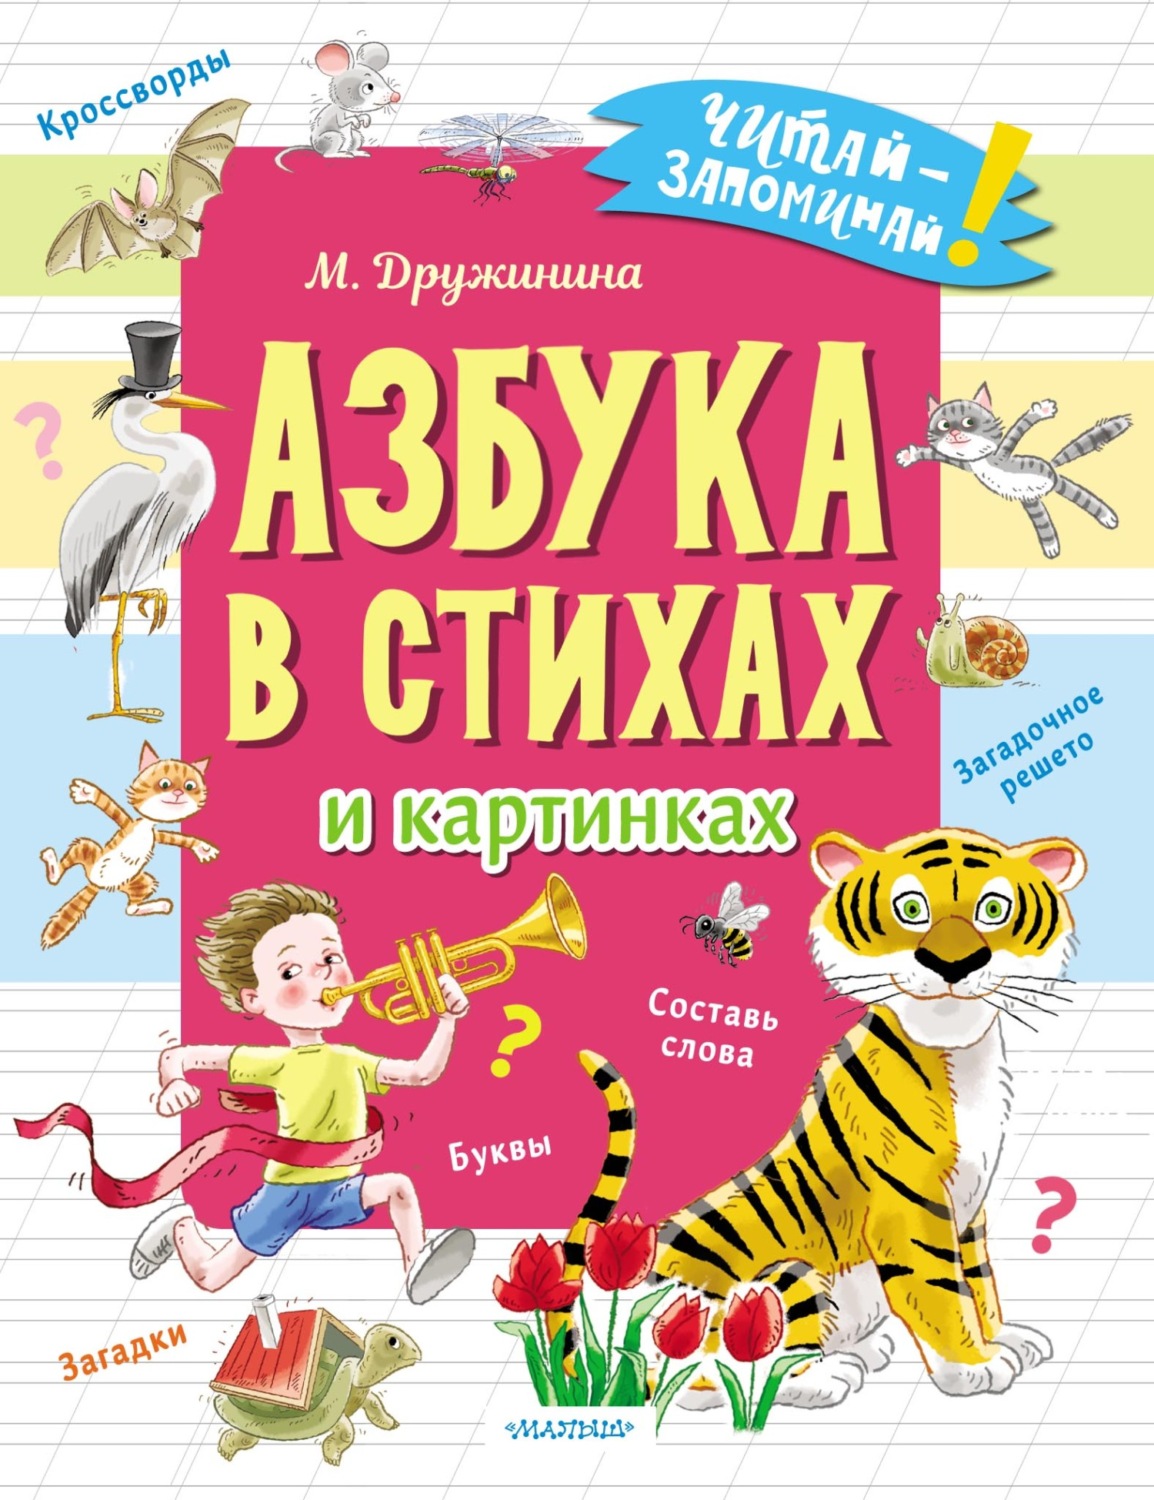 Кроссворды
Читай-
запоминай!
М. Дружинина
АЗБУКА
В СТИХАХ
и картинках
Загадочное
решето
Составь
слова
?
?
Буквы
?
Загадки
«МАЛЫШ»